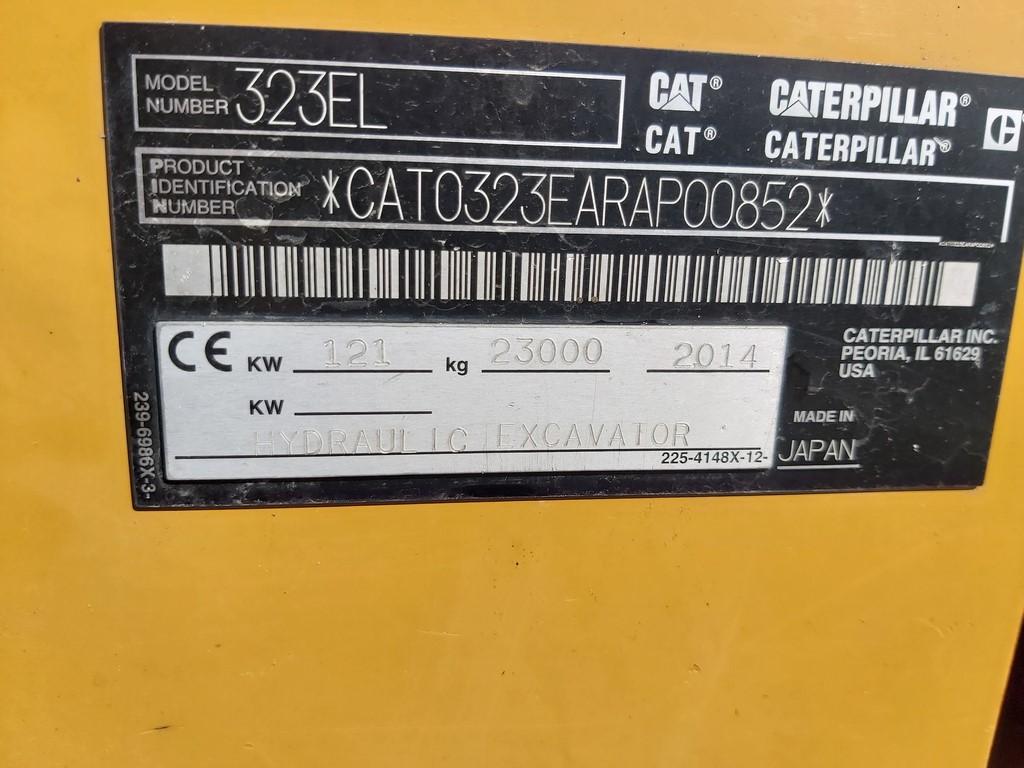 MODEL NUMBER 323EL
CAT® CATERPILLAR®
CAT® CATERPILLAR®
PRODUCT IDENTIFICATION NUMBER *CAT0323EARAP00852*
CE KW 121 kg 23000 2014
KW
HYDRAULIC EXCAVATOR
225-4148X-12-
CATERPILLAR INC.
PEORIA, IL 61629
USA
MADE IN
JAPAN
239-6986X-3-